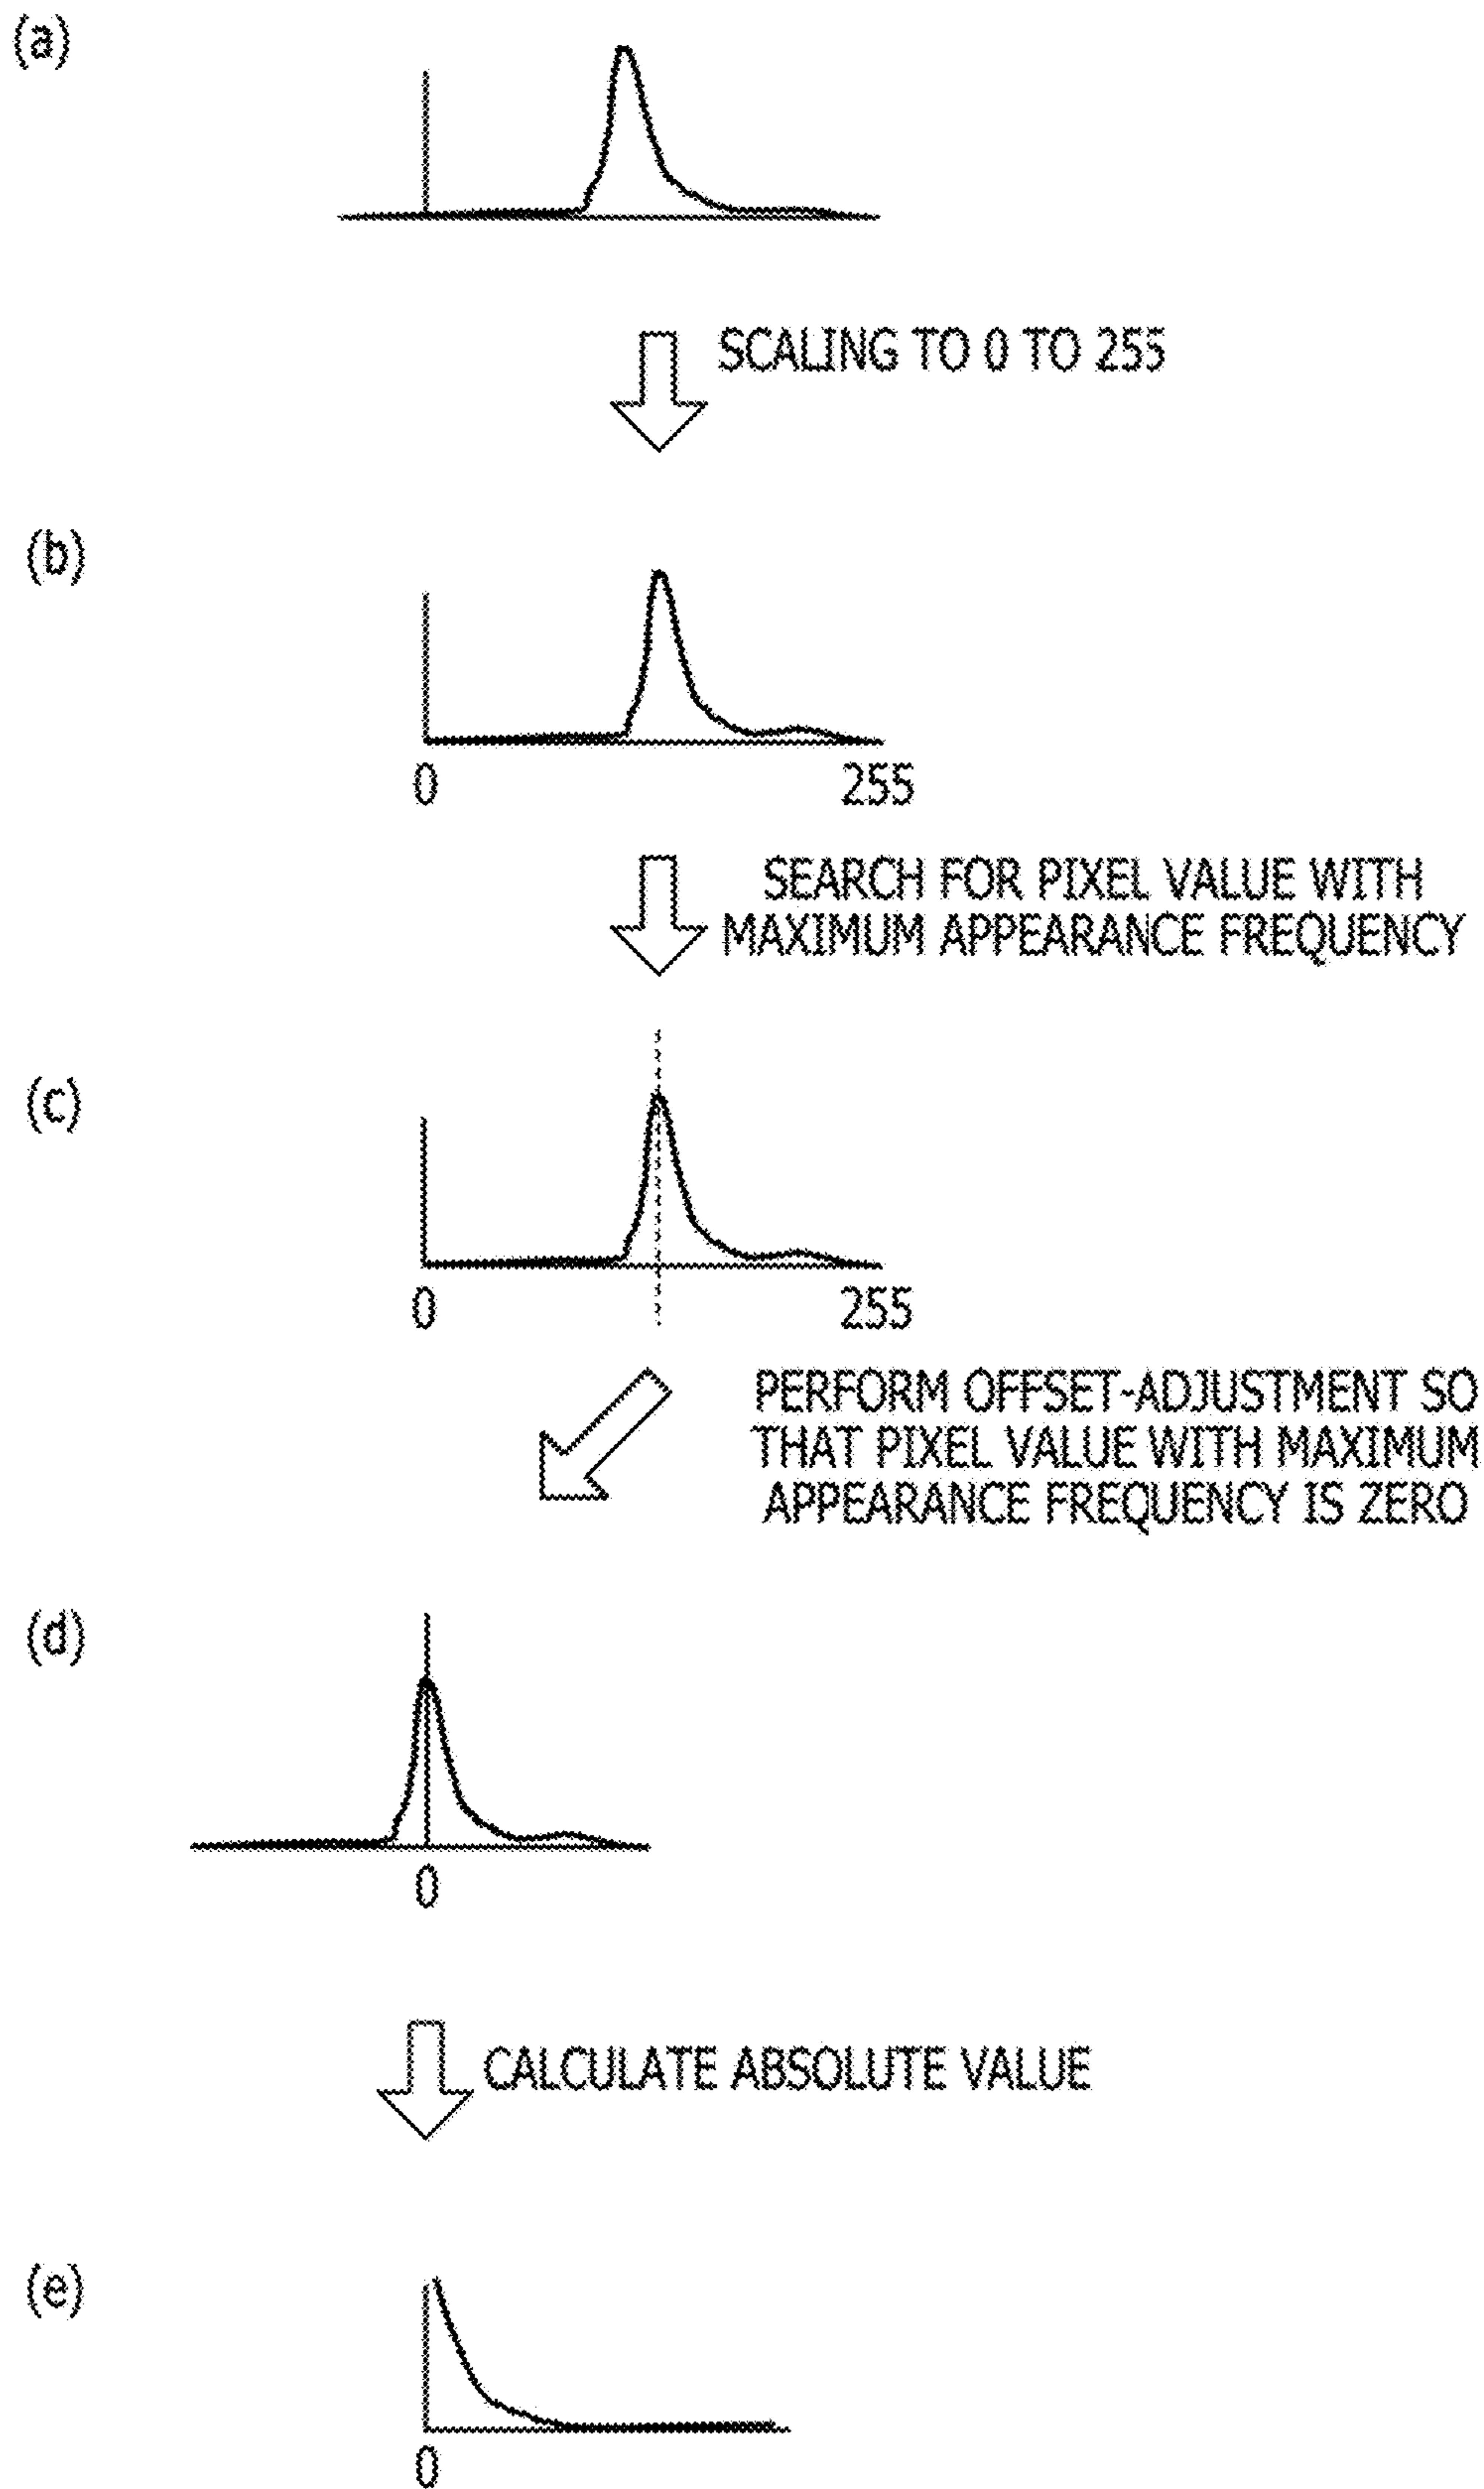 (a)
SCALING TO 0 TO 255
(b)
0
255
SEARCH FOR PIXEL VALUE WITH
MAXIMUM APPEARANCE FREQUENCY
(c)
0
255
PERFORM OFFSET-ADJUSTMENT SO
THAT PIXEL VALUE WITH MAXIMUM
APPEARANCE FREQUENCY IS ZERO
(d)
0
CALCULATE ABSOLUTE VALUE
(e)
0